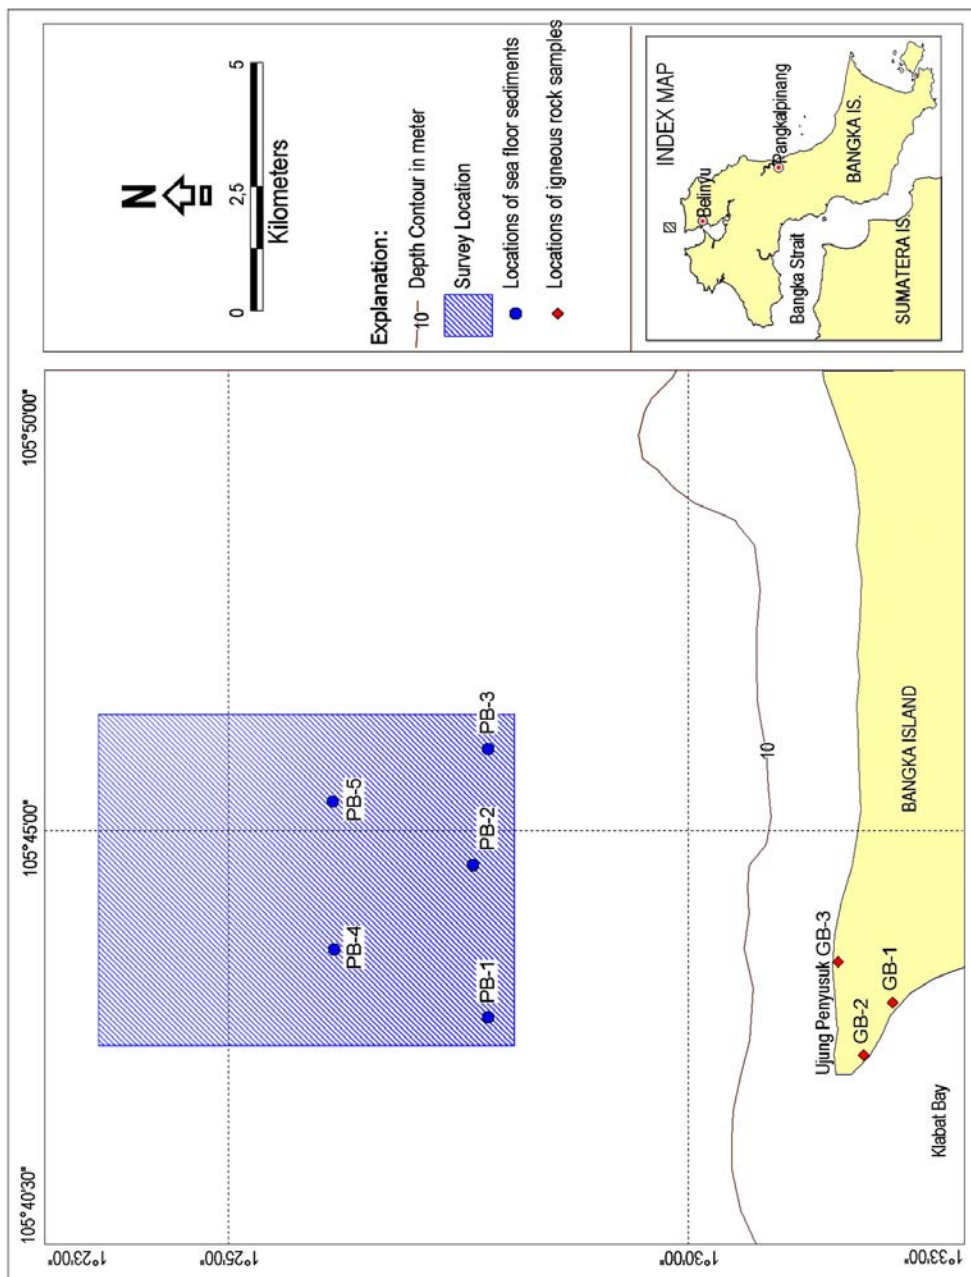 105°40'30"
105°45'00"
105°50'00"
1°23'00"
1°25'00"
1°30'00"
1°33'00"
PB-4
PB-5
PB-1
PB-2
PB-3
10
Ujung Penyusuk GB-3
GB-2
GB-1
BANGKA ISLAND
Klabat Bay
N
0
2,5
5
Kilometers
Explanation:
10
Depth Contour in meter
Survey Location
Locations of sea floor sediments
Locations of igneous rock samples
INDEX MAP
Belinyu
Pangkalpinang
Bangka Strait
BANGKA IS.
SUMATERA IS.